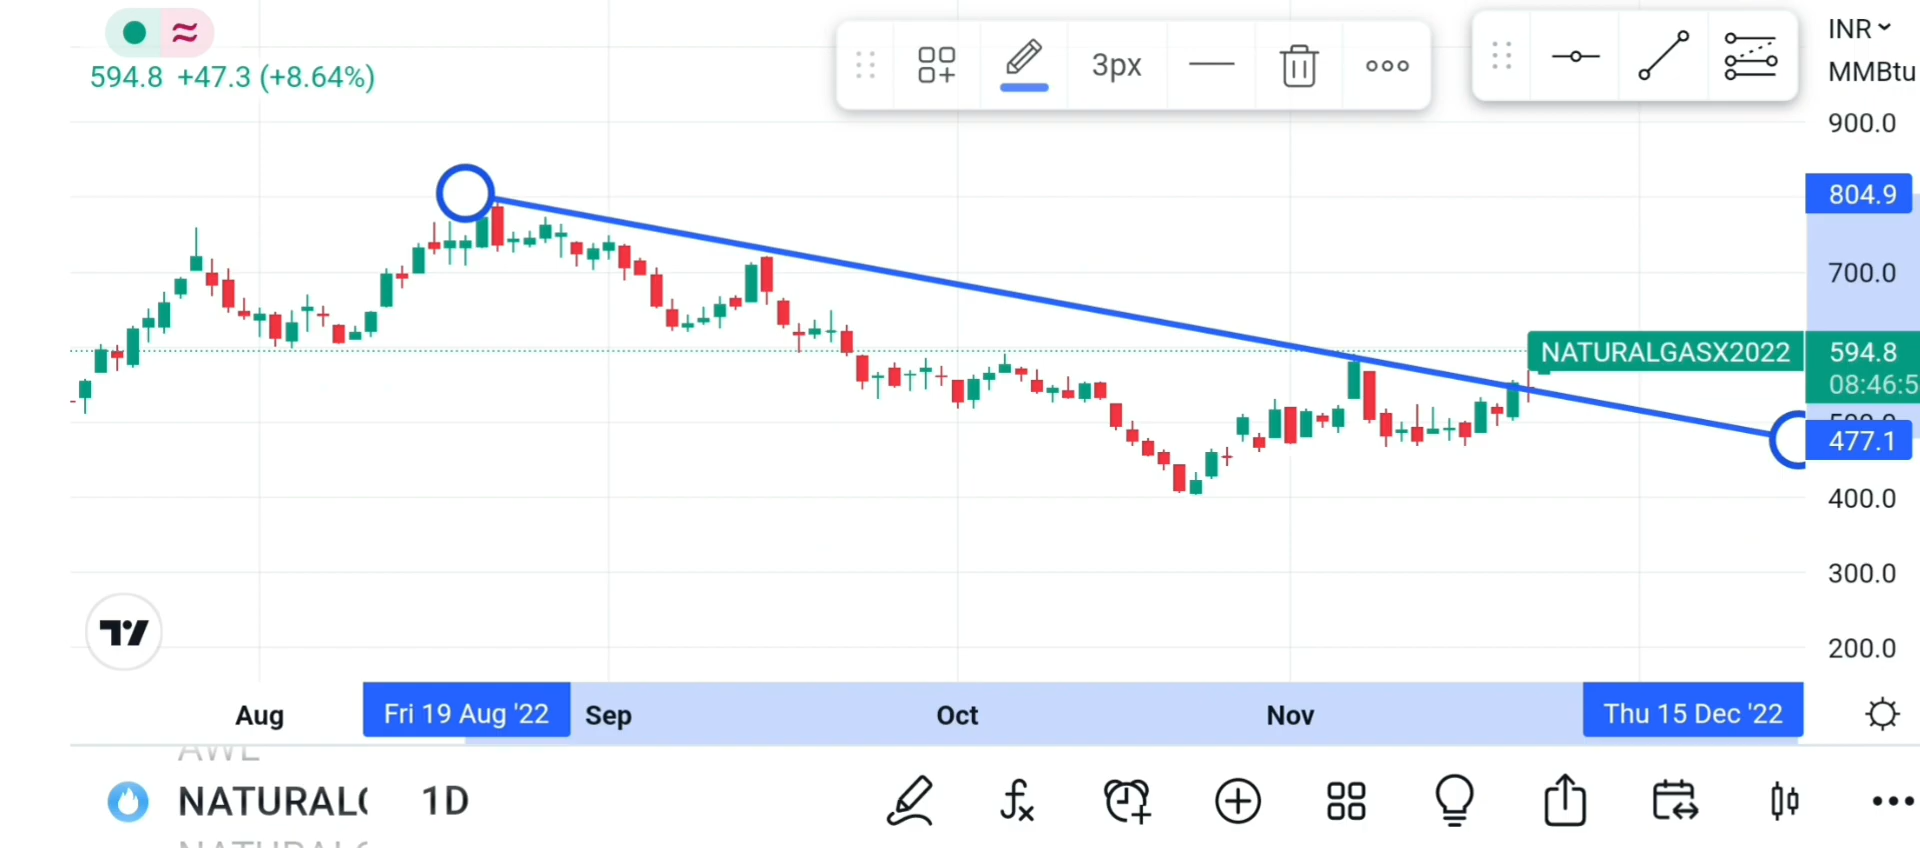 594.8 +47.3 (+8.64%)
3px
INR
MMBtu
900.0
804.9
700.0
NATURALGASX2022 594.8
08:46:5
500.0
477.1
400.0
300.0
200.0
Aug Fri 19 Aug '22 Sep Oct Nov Thu 15 Dec '22
AWL
NATURAL 1D